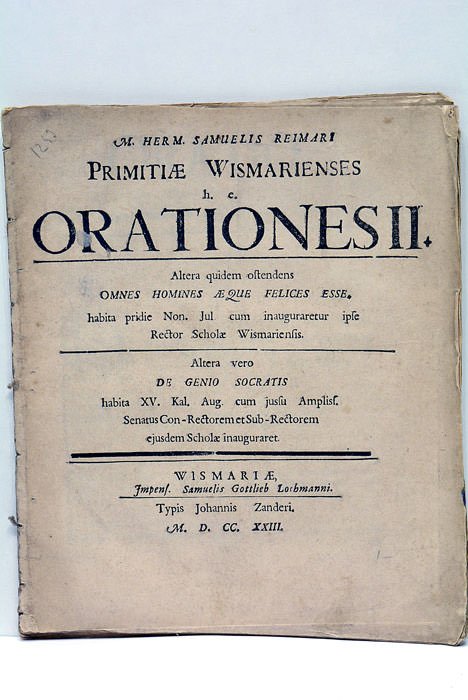 M. HERM. SAMUELIS REIMARI
PRIMITIÆ WISMARIENSES
h. e.
ORATIONES II.
Altera quidem oſtendens
OMNES HOMINES ÆQUE FELICES ESSE,
habita pridie Non. Jul cum inauguraretur ipſe
Rector Scholæ Wismarienſis.
Altera vero
DE GENIO SOCRATIS
habita XV. Kal. Aug. cum juſſu Ampliſſ.
Senatus Con-Rectorem et Sub-Rectorem
ejusdem Scholæ inauguraret.
WISMARIÆ,
Impenſ. Samuelis Gottlieb Lochmanni.
Typis Johannis Zanderi.
M. D. CC. XXIII.